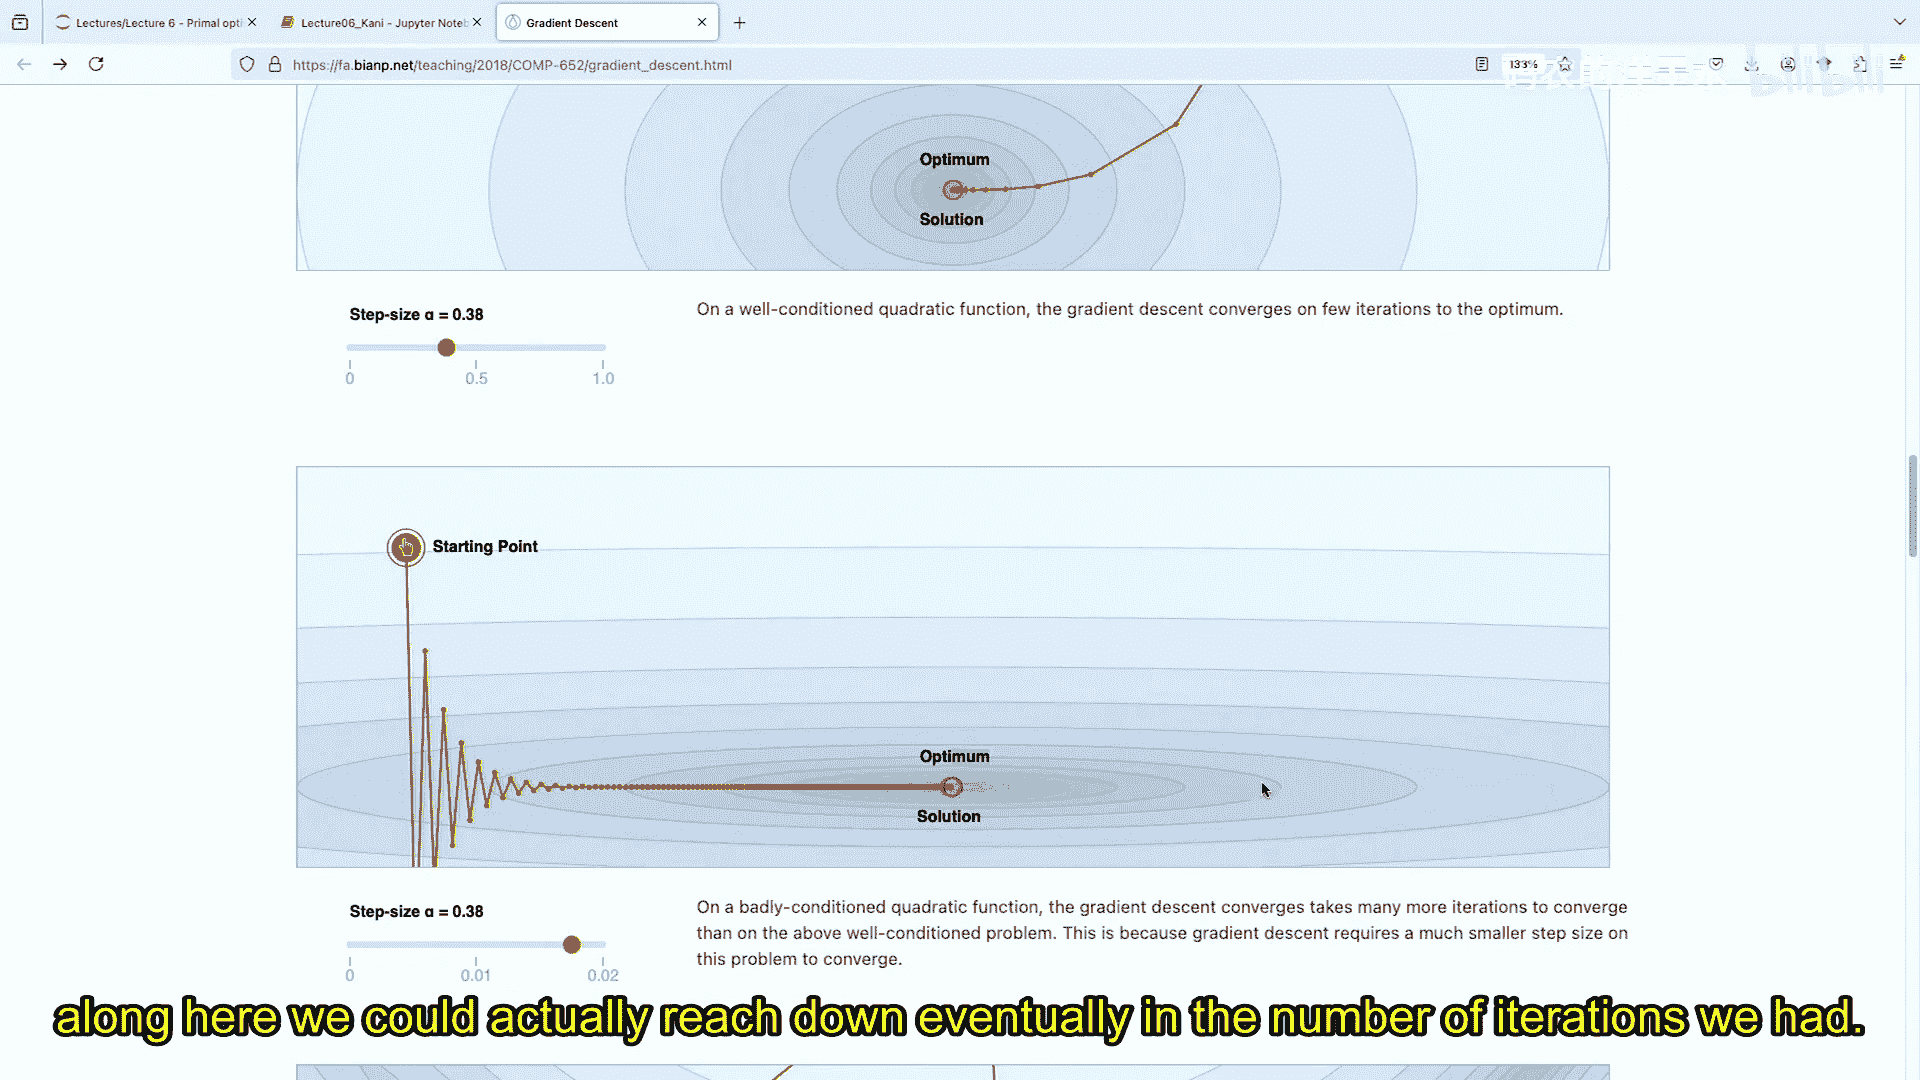 Lectures/Lecture 6 - Primal opti
Lecture06_Kani - Jupyter Noteb
Gradient Descent
https://fa.bianp.net/teaching/2018/COMP-652/gradient_descent.html
133%
Optimum
Solution
Step-size α = 0.38
0
0.5
1.0
On a well-conditioned quadratic function, the gradient descent converges on few iterations to the optimum.
Starting Point
Optimum
Solution
Step-size α = 0.38
0
0.01
0.02
On a badly-conditioned quadratic function, the gradient descent converges takes many more iterations to converge
than on the above well-conditioned problem. This is because gradient descent requires a much smaller step size on
this problem to converge.
along here we could actually reach down eventually in the number of iterations we had.